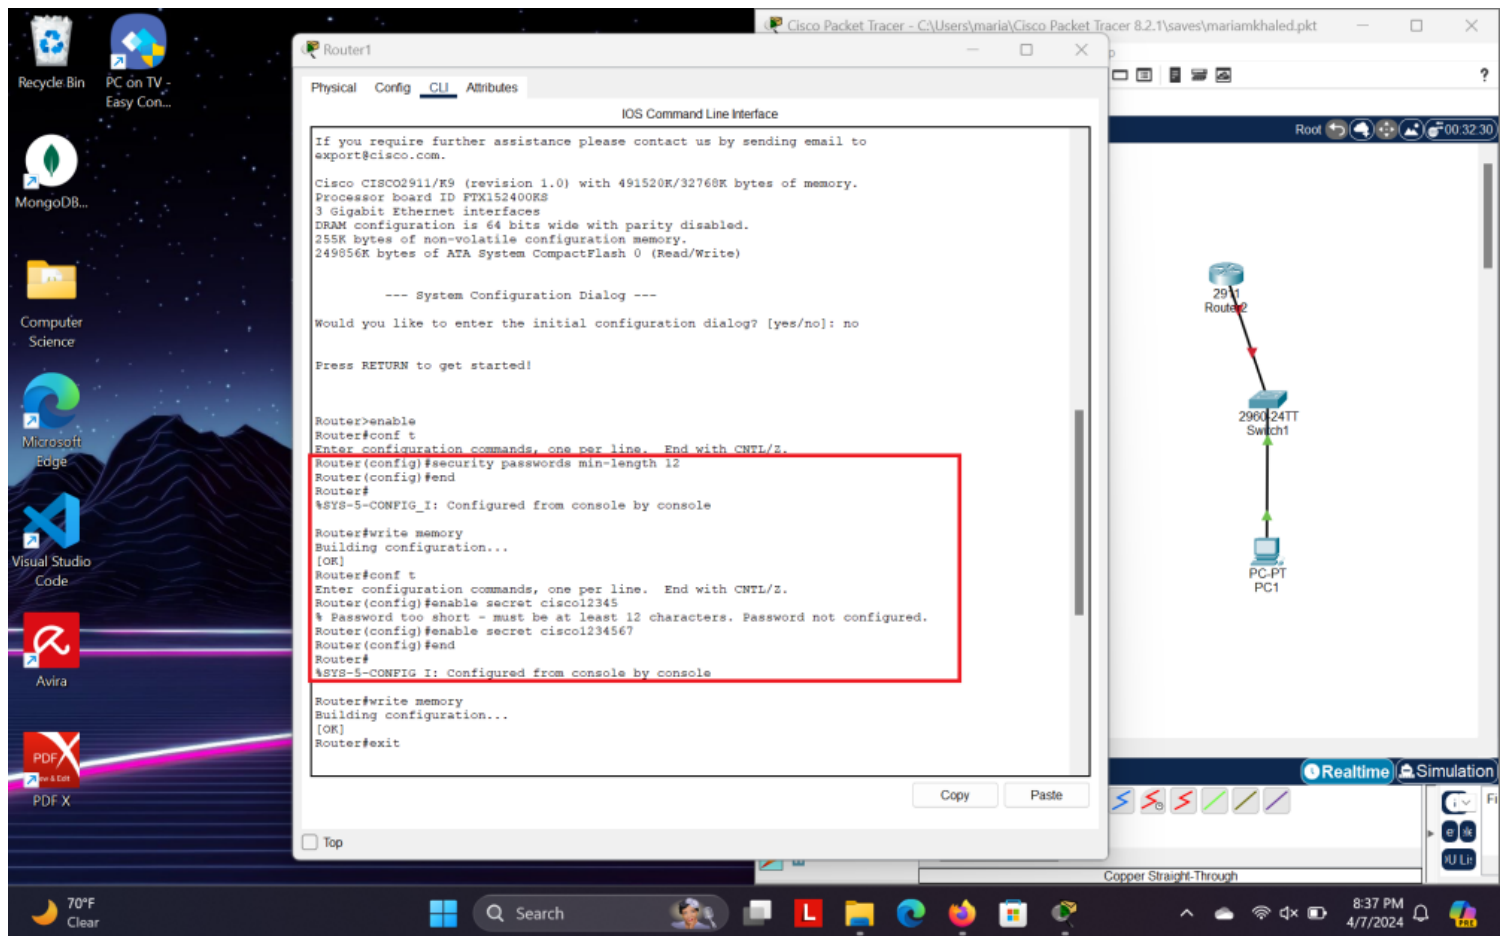 Cisco Packet Tracer - C:\Users\maria\Cisco Packet Tracer 8.2.1\saves\mariamkhaled.pkt
Recycle Bin
PC on TV -
Easy Con...
MongoDB...
Computer
Science
Microsoft
Edge
Visual Studio
Code
Avira
PDF
PDF X
Router1
Physical
Config
CLI
Attributes
IOS Command Line Interface
If you require further assistance please contact us by sending email to
export@cisco.com.
Cisco CISCO2911/K9 (revision 1.0) with 491520K/32768K bytes of memory.
Processor board ID FTX152400KS
3 Gigabit Ethernet interfaces
DRAM configuration is 64 bits wide with parity disabled.
255K bytes of non-volatile configuration memory.
249856K bytes of ATA System CompactFlash 0 (Read/Write)
--- System Configuration Dialog ---
Would you like to enter the initial configuration dialog? [yes/no]: no
Press RETURN to get started!
Router>enable
Router#conf t
Enter configuration commands, one per line.  End with CNTL/Z.
Router(config)#security passwords min-length 12
Router(config)#end
Router#
%SYS-5-CONFIG_I: Configured from console by console
Router#write memory
Building configuration...
[OK]
Router#conf t
Enter configuration commands, one per line.  End with CNTL/Z.
Router(config)#enable secret cisco12345
% Password too short - must be at least 12 characters. Password not configured.
Router(config)#enable secret cisco1234567
Router(config)#end
Router#
%SYS-5-CONFIG_I: Configured from console by console
Router#write memory
Building configuration...
[OK]
Router#exit
Copy
Paste
Top
?
Root
00:32:30
2911
Router2
2960-24TT
Switch1
PC-PT
PC1
Realtime
Simulation
Fi
Copper Straight-Through
70°F
Clear
Search
L
8:37 PM
4/7/2024
PRE